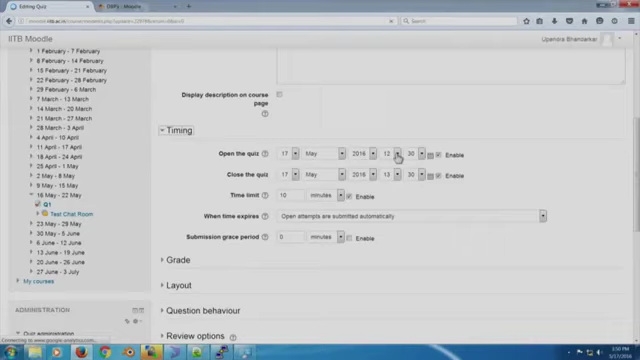 Editing Quiz
Moodle
Search
IITB Moodle
Upendra Bhandarkar
1 February - 7 February
8 February - 14 February
15 February - 21 February
22 February - 28 February
29 February - 6 March
7 March - 13 March
14 March - 20 March
21 March - 27 March
28 March - 3 April
4 April - 10 April
11 April - 17 April
18 April - 24 April
25 April - 1 May
2 May - 8 May
9 May - 15 May
16 May - 22 May
Q1
Test Chat Room
23 May - 29 May
30 May - 5 June
6 June - 12 June
13 June - 19 June
20 June - 26 June
27 June - 3 July
My courses
ADMINISTRATION
Quiz administration
Display description on course
page
Timing
Open the quiz 17 May 2016 12 30 Enable
Close the quiz 17 May 2016 13 30 Enable
Time limit 10 minutes Enable
When time expires Open attempts are submitted automatically
Submission grace period 0 minutes Enable
Grade
Layout
Question behaviour
Review options
3:50 PM
5/17/2016